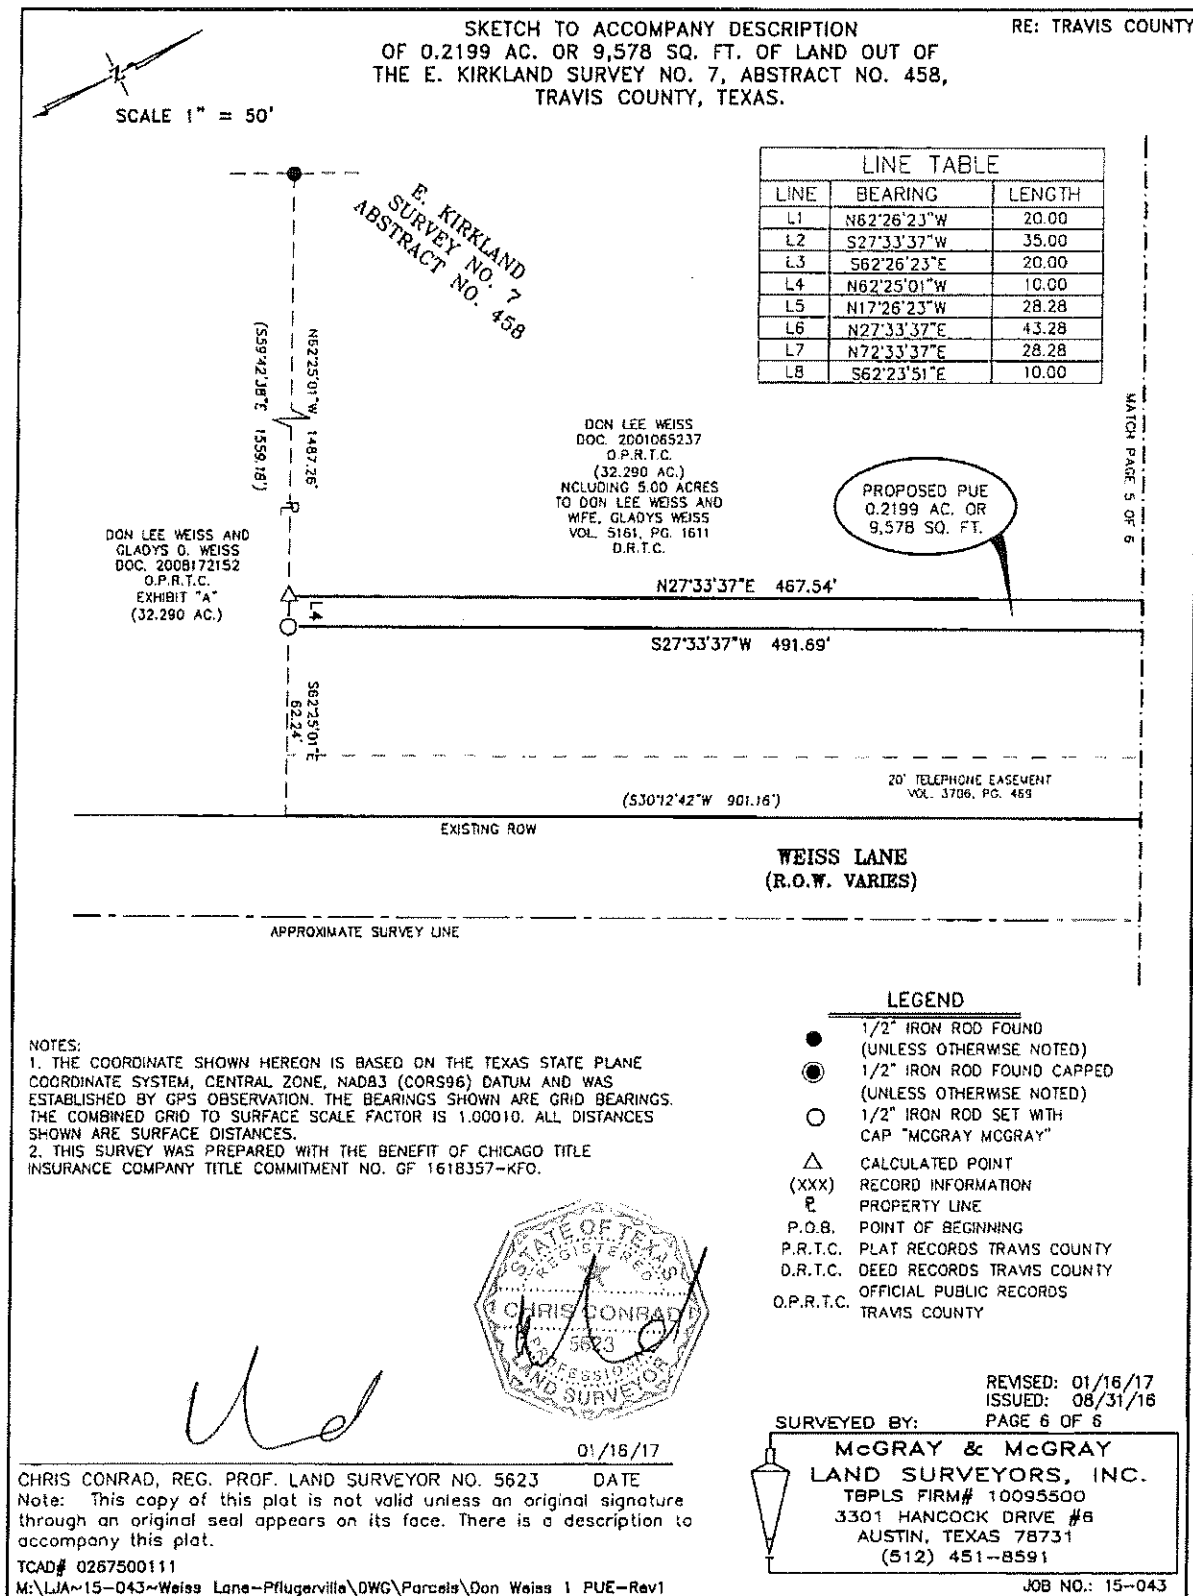 SKETCH TO ACCOMPANY DESCRIPTION
OF 0.2199 AC. OR 9,578 SQ. FT. OF LAND OUT OF
THE E. KIRKLAND SURVEY NO. 7, ABSTRACT NO. 458,
TRAVIS COUNTY, TEXAS.
RE: TRAVIS COUNTY
N
SCALE 1" = 50'
LINE TABLE
LINE BEARING LENGTH
L1 N62°26'23"W 20.00
L2 S27°33'37"W 35.00
L3 S62°26'23"E 20.00
L4 N62°25'01"W 10.00
L5 N17°26'23"W 28.28
L6 N27°33'37"E 43.28
L7 N72°33'37"E 28.28
L8 S62°23'51"E 10.00
E. KIRKLAND
SURVEY NO. 7
ABSTRACT NO. 458
N62°25'01"W 1487.26'
(S59°42'38"E 1559.18')
MATCH PAGE 5 OF 6
DON LEE WEISS
DOC. 2001065237
O.P.R.T.C.
(32.290 AC.)
NCLUDING 5.00 ACRES
TO DON LEE WEISS AND
WIFE, GLADYS WEISS
VOL. 5161, PG. 1611
D.R.T.C.
PROPOSED PUE
0.2199 AC. OR
9,578 SQ. FT.
DON LEE WEISS AND
GLADYS O. WEISS
DOC. 2008172152
O.P.R.T.C.
EXHIBIT "A"
(32.290 AC.)
N27°33'37"E 467.54'
L4
S27°33'37"W 491.69'
S62°25'01"E
62.24'
20' TELEPHONE EASEMENT
VOL. 3706, PG. 469
(S30°12'42"W 901.16')
EXISTING ROW
WEISS LANE
(R.O.W. VARIES)
APPROXIMATE SURVEY LINE
LEGEND
1/2" IRON ROD FOUND
(UNLESS OTHERWISE NOTED)
1/2" IRON ROD FOUND CAPPED
(UNLESS OTHERWISE NOTED)
1/2" IRON ROD SET WITH
CAP "MCGRAY MCGRAY"
CALCULATED POINT
(XXX) RECORD INFORMATION
PROPERTY LINE
P.O.B. POINT OF BEGINNING
P.R.T.C. PLAT RECORDS TRAVIS COUNTY
D.R.T.C. DEED RECORDS TRAVIS COUNTY
O.P.R.T.C. OFFICIAL PUBLIC RECORDS
TRAVIS COUNTY
NOTES:
1. THE COORDINATE SHOWN HEREON IS BASED ON THE TEXAS STATE PLANE
COORDINATE SYSTEM, CENTRAL ZONE, NAD83 (CORS96) DATUM AND WAS
ESTABLISHED BY GPS OBSERVATION. THE BEARINGS SHOWN ARE GRID BEARINGS.
THE COMBINED GRID TO SURFACE SCALE FACTOR IS 1.00010. ALL DISTANCES
SHOWN ARE SURFACE DISTANCES.
2. THIS SURVEY WAS PREPARED WITH THE BENEFIT OF CHICAGO TITLE
INSURANCE COMPANY TITLE COMMITMENT NO. GF 1618357-KFO.
STATE OF TEXAS
REGISTERED
CHRIS CONRAD
5623
PROFESSIONAL
LAND SURVEYOR
01/16/17
CHRIS CONRAD, REG. PROF. LAND SURVEYOR NO. 5623 DATE
Note: This copy of this plat is not valid unless an original signature
through an original seal appears on its face. There is a description to
accompany this plat.
TCAD# 0267500111
M:\LJA~15-043~Weiss Lane-Pflugerville\DWG\Parcels\Don Weiss 1 PUE-Rev1
REVISED: 01/16/17
ISSUED: 08/31/16
PAGE 6 OF 6
SURVEYED BY:
McGRAY & McGRAY
LAND SURVEYORS, INC.
TBPLS FIRM# 10095500
3301 HANCOCK DRIVE #6
AUSTIN, TEXAS 78731
(512) 451-8591
JOB NO.: 15-043